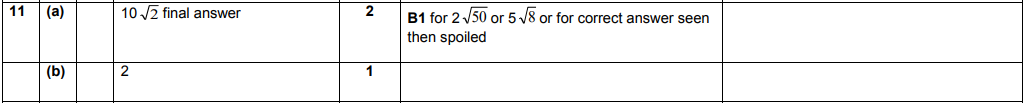 11 (a) 10√2 final answer 2 B1 for 2√50 or 5√8 or for correct answer seen
then spoiled
(b) 2 1